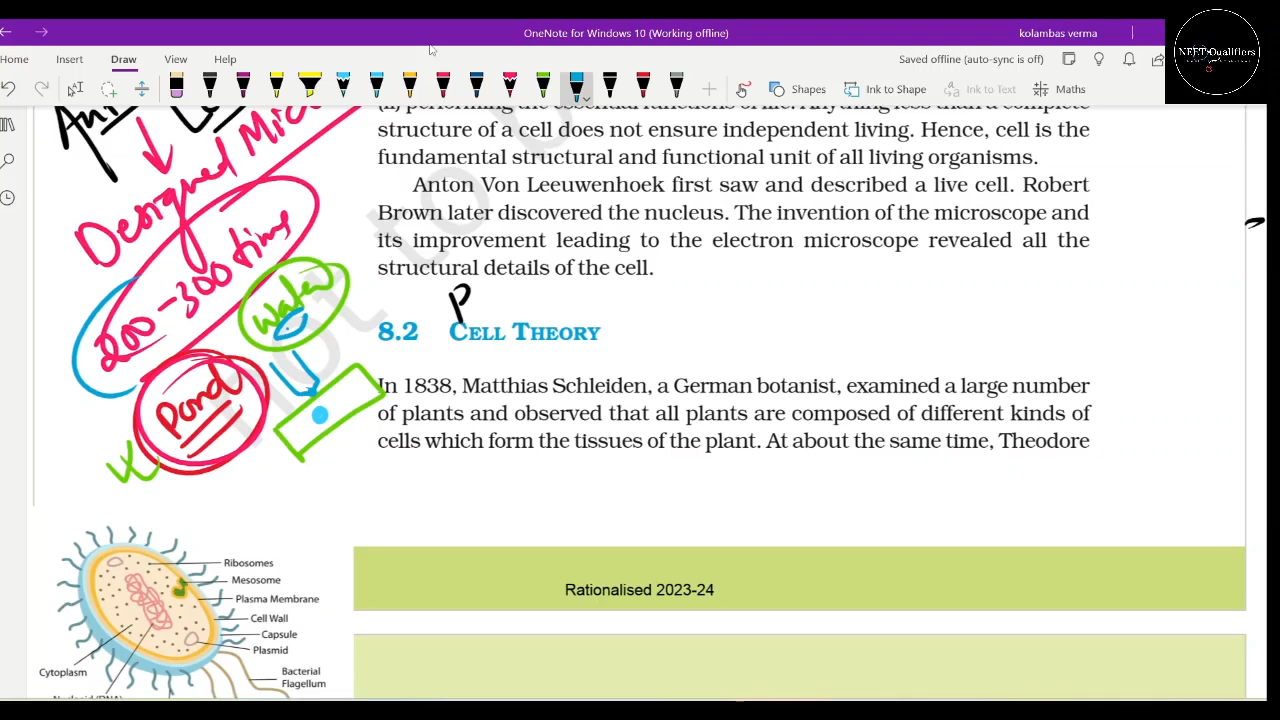 OneNote for Windows 10 (Working offline)
kolambas verma
NEET Qualifiers
Home Insert Draw View Help
Saved offline (auto-sync is off)
Shapes Ink to Shape Ink to Text Maths
structure of a cell does not ensure independent living. Hence, cell is the
fundamental structural and functional unit of all living organisms.
Anton Von Leeuwenhoek first saw and described a live cell. Robert
Brown later discovered the nucleus. The invention of the microscope and
its improvement leading to the electron microscope revealed all the
structural details of the cell.
P
8.2 CELL THEORY
In 1838, Matthias Schleiden, a German botanist, examined a large number
of plants and observed that all plants are composed of different kinds of
cells which form the tissues of the plant. At about the same time, Theodore
Designed Mic
200-300 time
Water
Pond
not to b
Ribosomes
Mesosome
Plasma Membrane
Cell Wall
Capsule
Plasmid
Cytoplasm
Bacterial
Flagellum
Rationalised 2023-24